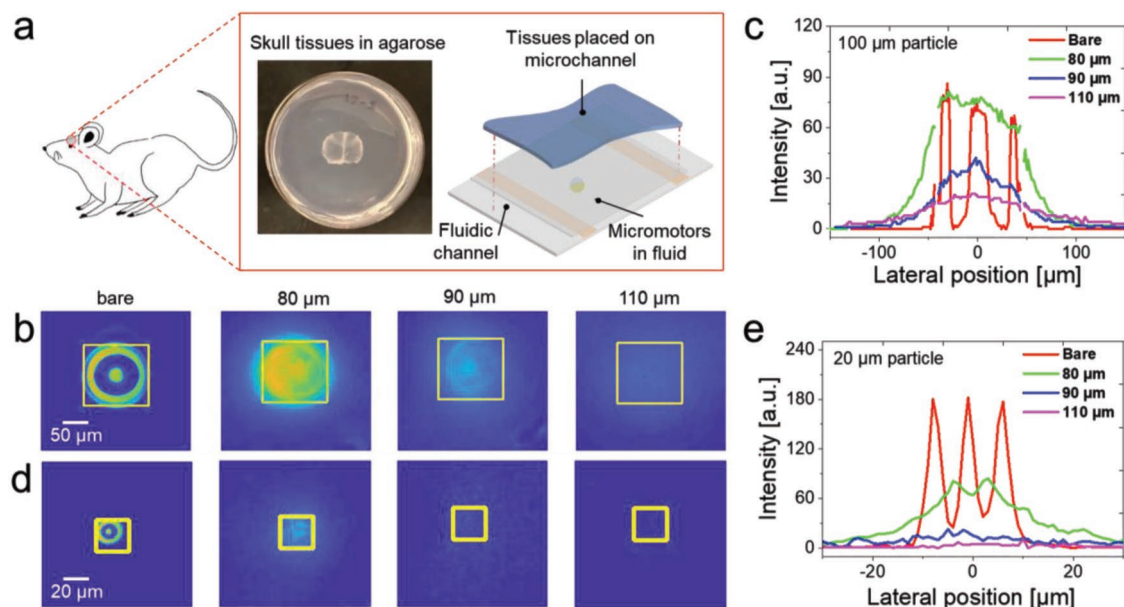 a
Skull tissues in agarose
Tissues placed on
microchannel
Fluidic
channel
Micromotors
in fluid
c
100 µm particle
Bare
80 µm
90 µm
110 µm
Intensity [a.u.]
120
90
60
30
0
-100
0
100
Lateral position [µm]
b
bare
80 µm
90 µm
110 µm
50 µm
d
20 µm
e
20 µm particle
Bare
80 µm
90 µm
110 µm
Intensity [a.u.]
240
180
120
60
0
-20
0
20
Lateral position [µm]